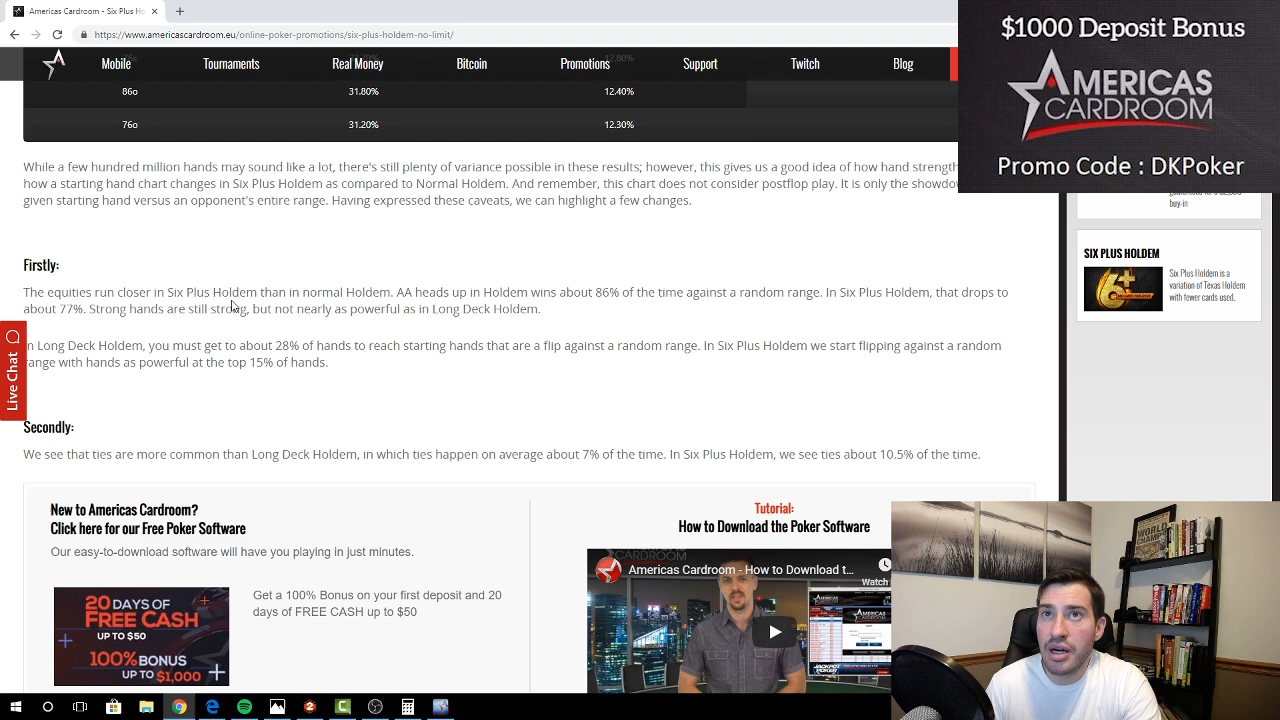 Americas Cardroom - Six Plus Ho
https://www.americascardroom.eu/online-poker-promotions/six-plus-holdem-no-limit/
Mobile
Tournaments
Real Money
Bitcoin
Promotions
Support
Twitch
Blog
12.80%
86o 31.80% 12.40%
76o 31.20% 12.30%
$1000 Deposit Bonus
AMERICAS
CARDROOM
Promo Code : DKPoker
While a few hundred million hands may sound like a lot, there's still plenty of variance possible in these results; however, this gives us a good idea of how hand strength
how a starting hand chart changes in Six Plus Holdem as compared to Normal Holdem. And remember, this chart does not consider postflop play. It is only the showdow
given starting hand versus an opponent's entire range. Having expressed these caveats, we can highlight a few changes.
buy-in
SIX PLUS HOLDEM
6+
Six Plus Holdem is a
variation of Texas Holdem
with fewer cards used.
Firstly:
The equities run closer in Six Plus Holdem than in normal Holdem. AA heads up in Holdem wins about 86% of the time against a random range. In Six Plus Holdem, that drops to
about 77%. Strong hands are still strong, but not nearly as powerful as in Long Deck Holdem.
n Long Deck Holdem, you must get to about 28% of hands to reach starting hands that are a flip against a random range. In Six Plus Holdem we start flipping against a random
ange with hands as powerful at the top 15% of hands.
Live Chat
Secondly:
We see that ties are more common than Long Deck Holdem, in which ties happen on average about 7% of the time. In Six Plus Holdem, we see ties about 10.5% of the time.
New to Americas Cardroom?
Click here for our Free Poker Software
Our easy-to-download software will have you playing in just minutes.
20 DAYS OF
FREE CASH
UP TO $50
100% BONUS
UP TO $1,000
Get a 100% Bonus on your first deposit and 20
days of FREE CASH up to $50
Tutorial:
How to Download the Poker Software
CARDROOM
Americas Cardroom - How to Download t...
Watch
AMERICAS
JACKPOT
POKER
WORLD
CHAMP